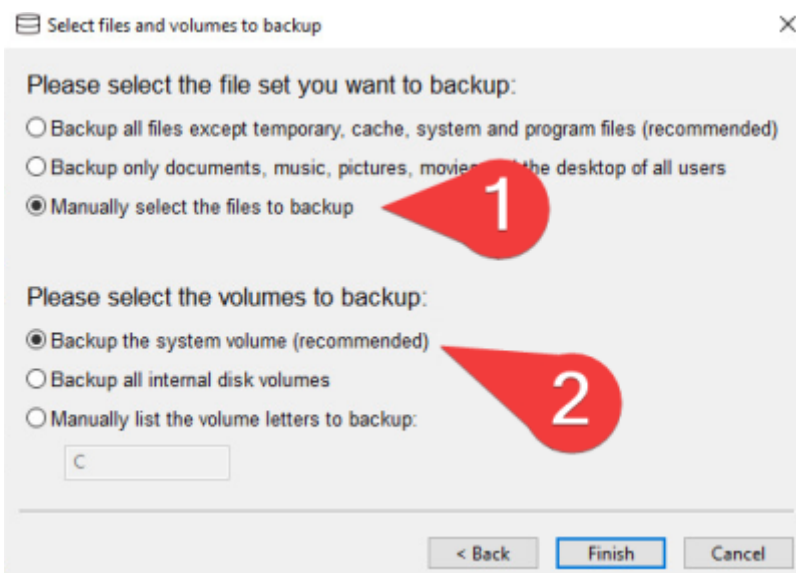 Select files and volumes to backup
Please select the file set you want to backup:
Backup all files except temporary, cache, system and program files (recommended)
Backup only documents, music, pictures, movies the desktop of all users
Manually select the files to backup
1
Please select the volumes to backup:
Backup the system volume (recommended)
Backup all internal disk volumes
2
Manually list the volume letters to backup:
C
< Back Finish Cancel